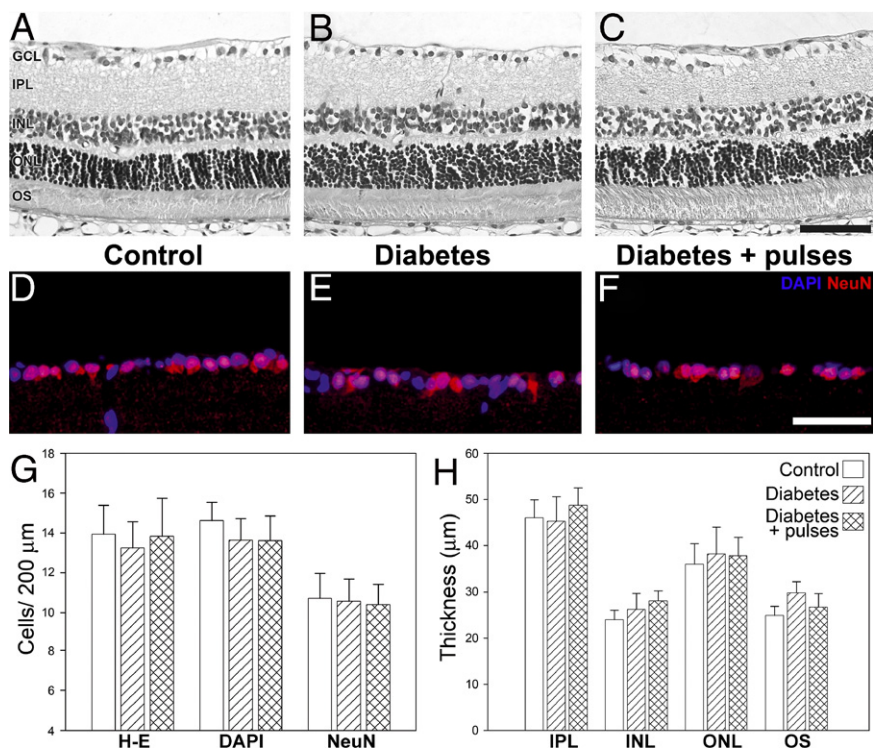 A
B
C
GCL
IPL
INL
ONL
OS
Control
Diabetes
Diabetes + pulses
D
E
F
DAPI NeuN
G
H
Cells/ 200 µm
18
16
14
12
10
8
6
4
H-E
DAPI
NeuN
Thickness (µm)
60
50
40
30
20
10
0
IPL
INL
ONL
OS
Control
Diabetes
Diabetes
+ pulses